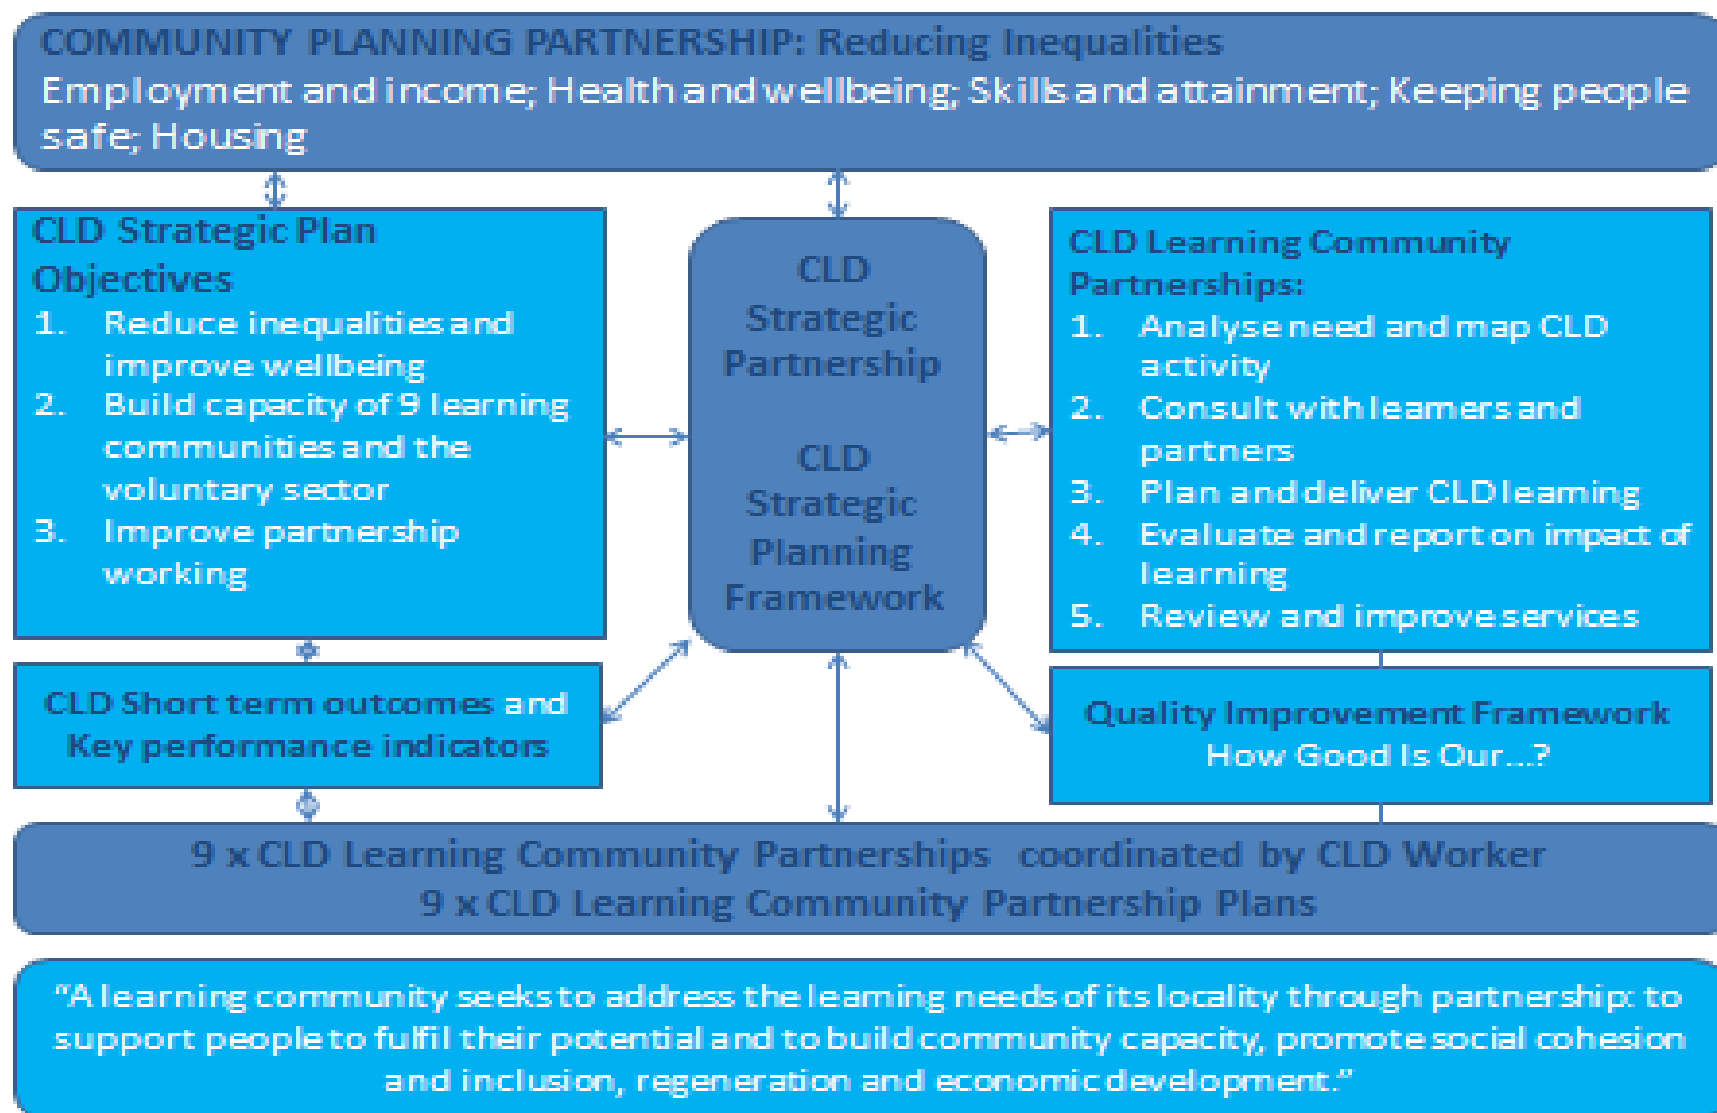 COMMUNITY PLANNING PARTNERSHIP: Reducing Inequalities
Employment and income; Health and wellbeing; Skills and attainment; Keeping people
safe; Housing
CLD Strategic Plan
Objectives
1. Reduce inequalities and
improve wellbeing
2. Build capacity of 9 learning
communities and the
voluntary sector
3. Improve partnership
working
CLD
Strategic
Partnership
CLD
Strategic
Planning
Framework
CLD Learning Community
Partnerships:
1. Analyse need and map CLD
activity
2. Consult with learners and
partners
3. Plan and deliver CLD learning
4. Evaluate and report on impact of
learning
5. Review and improve services
CLD Short term outcomes and
Key performance indicators
Quality Improvement Framework
How Good Is Our...?
9 x CLD Learning Community Partnerships coordinated by CLD Worker
9 x CLD Learning Community Partnership Plans
“A learning community seeks to address the learning needs of its locality through partnership: to
support people to fulfil their potential and to build community capacity, promote social cohesion
and inclusion, regeneration and economic development.”